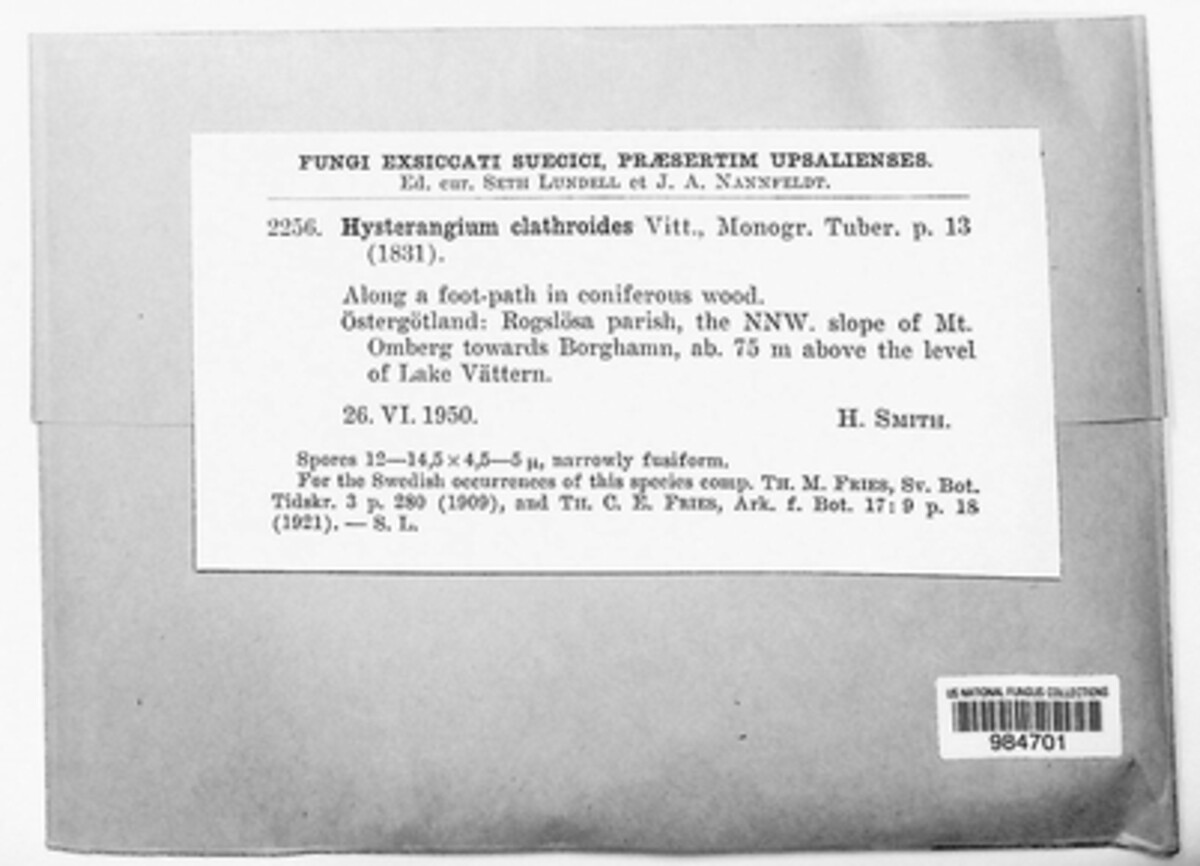 FUNGI EXSICCATI SUECICI, PRÆSERTIM UPSALIENSES.
Ed. cur. SETH LUNDELL et J. A. NANNFELDT.
2256. Hysterangium clathroides Vitt., Monogr. Tuber. p. 13
(1831).
Along a foot-path in coniferous wood.
Östergötland: Rogslösa parish, the NNW. slope of Mt.
Omberg towards Borghamn, ab. 75 m above the level
of Lake Vättern.
26. VI. 1950. H. SMITH.
Spores 12—14,5 × 4,5—5 µ, narrowly fusiform.
For the Swedish occurrences of this species comp. TH. M. FRIES, Sv. Bot.
Tidskr. 3 p. 280 (1909), and TH. C. E. FRIES, Ark. f. Bot. 17: 9 p. 18
(1921). — S. L.
US NATIONAL FUNGUS COLLECTIONS
984701